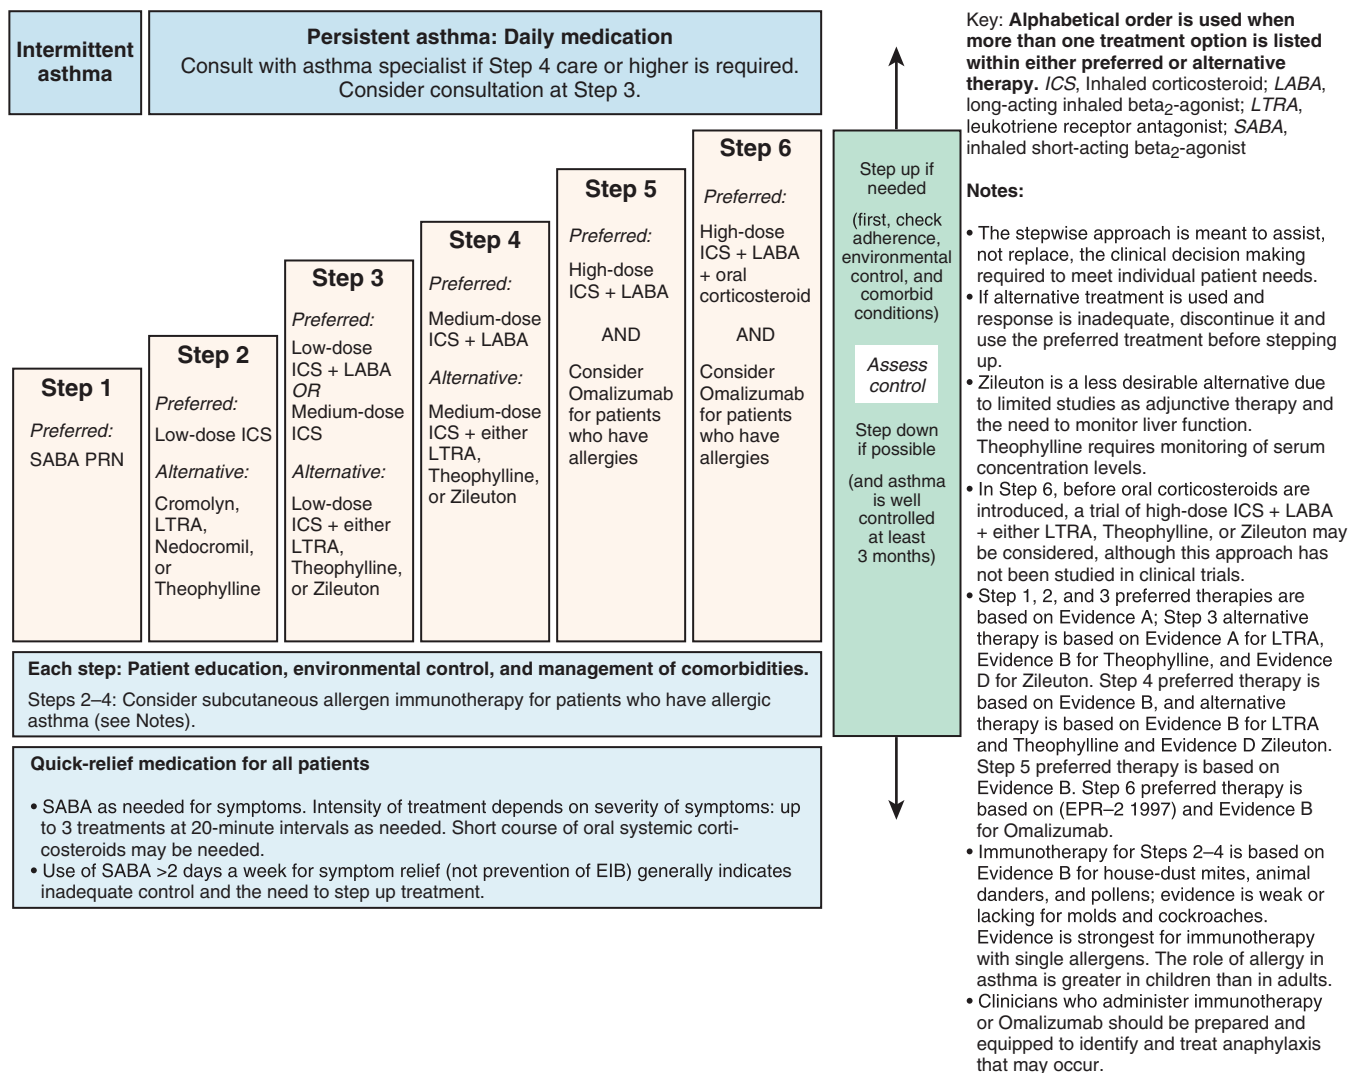 Intermittent
asthma
Persistent asthma: Daily medication
Consult with asthma specialist if Step 4 care or higher is required.
Consider consultation at Step 3.
Step 1
Preferred:
SABA PRN
Step 2
Preferred:
Low-dose ICS
Alternative:
Cromolyn,
LTRA,
Nedocromil,
or
Theophylline
Step 3
Preferred:
Low-dose
ICS + LABA
OR
Medium-dose
ICS
Alternative:
Low-dose
ICS + either
LTRA,
Theophylline,
or Zileuton
Step 4
Preferred:
Medium-dose
ICS + LABA
Alternative:
Medium-dose
ICS + either
LTRA,
Theophylline,
or Zileuton
Step 5
Preferred:
High-dose
ICS + LABA
AND
Consider
Omalizumab
for patients
who have
allergies
Step 6
Preferred:
High-dose
ICS + LABA
+ oral
corticosteroid
AND
Consider
Omalizumab
for patients
who have
allergies
Each step: Patient education, environmental control, and management of comorbidities.
Steps 2–4: Consider subcutaneous allergen immunotherapy for patients who have allergic
asthma (see Notes).
Quick-relief medication for all patients
• SABA as needed for symptoms. Intensity of treatment depends on severity of symptoms: up
to 3 treatments at 20-minute intervals as needed. Short course of oral systemic corti-
costeroids may be needed.
• Use of SABA >2 days a week for symptom relief (not prevention of EIB) generally indicates
inadequate control and the need to step up treatment.
Step up if
needed
(first, check
adherence,
environmental
control, and
comorbid
conditions)
Assess
control
Step down
if possible
(and asthma
is well
controlled
at least
3 months)
Key: Alphabetical order is used when
more than one treatment option is listed
within either preferred or alternative
therapy. ICS, Inhaled corticosteroid; LABA,
long-acting inhaled beta2-agonist; LTRA,
leukotriene receptor antagonist; SABA,
inhaled short-acting beta2-agonist
Notes:
• The stepwise approach is meant to assist,
not replace, the clinical decision making
required to meet individual patient needs.
• If alternative treatment is used and
response is inadequate, discontinue it and
use the preferred treatment before stepping
up.
• Zileuton is a less desirable alternative due
to limited studies as adjunctive therapy and
the need to monitor liver function.
Theophylline requires monitoring of serum
concentration levels.
• In Step 6, before oral corticosteroids are
introduced, a trial of high-dose ICS + LABA
+ either LTRA, Theophylline, or Zileuton may
be considered, although this approach has
not been studied in clinical trials.
• Step 1, 2, and 3 preferred therapies are
based on Evidence A; Step 3 alternative
therapy is based on Evidence A for LTRA,
Evidence B for Theophylline, and Evidence
D for Zileuton. Step 4 preferred therapy is
based on Evidence B, and alternative
therapy is based on Evidence B for LTRA
and Theophylline and Evidence D Zileuton.
Step 5 preferred therapy is based on
Evidence B. Step 6 preferred therapy is
based on (EPR–2 1997) and Evidence B
for Omalizumab.
• Immunotherapy for Steps 2–4 is based on
Evidence B for house-dust mites, animal
danders, and pollens; evidence is weak or
lacking for molds and cockroaches.
Evidence is strongest for immunotherapy
with single allergens. The role of allergy in
asthma is greater in children than in adults.
• Clinicians who administer immunotherapy
or Omalizumab should be prepared and
equipped to identify and treat anaphylaxis
that may occur.